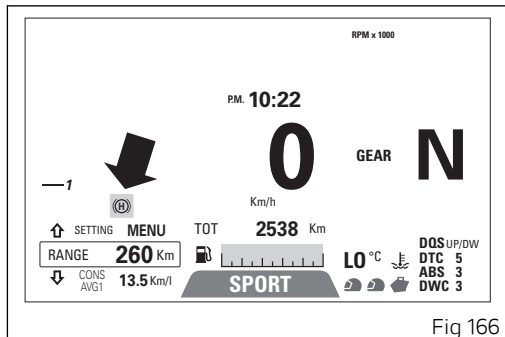 RPM x 1000
P.M. 10:22
0
GEAR N
1
(H)
Km/h
SETTING MENU
TOT 2538 Km
RANGE 260 Km
LO °C
DQS UP/DW
DTC 5
ABS 3
DWC 3
CONS AVG1 13.5 Km/l
SPORT
Fig 166